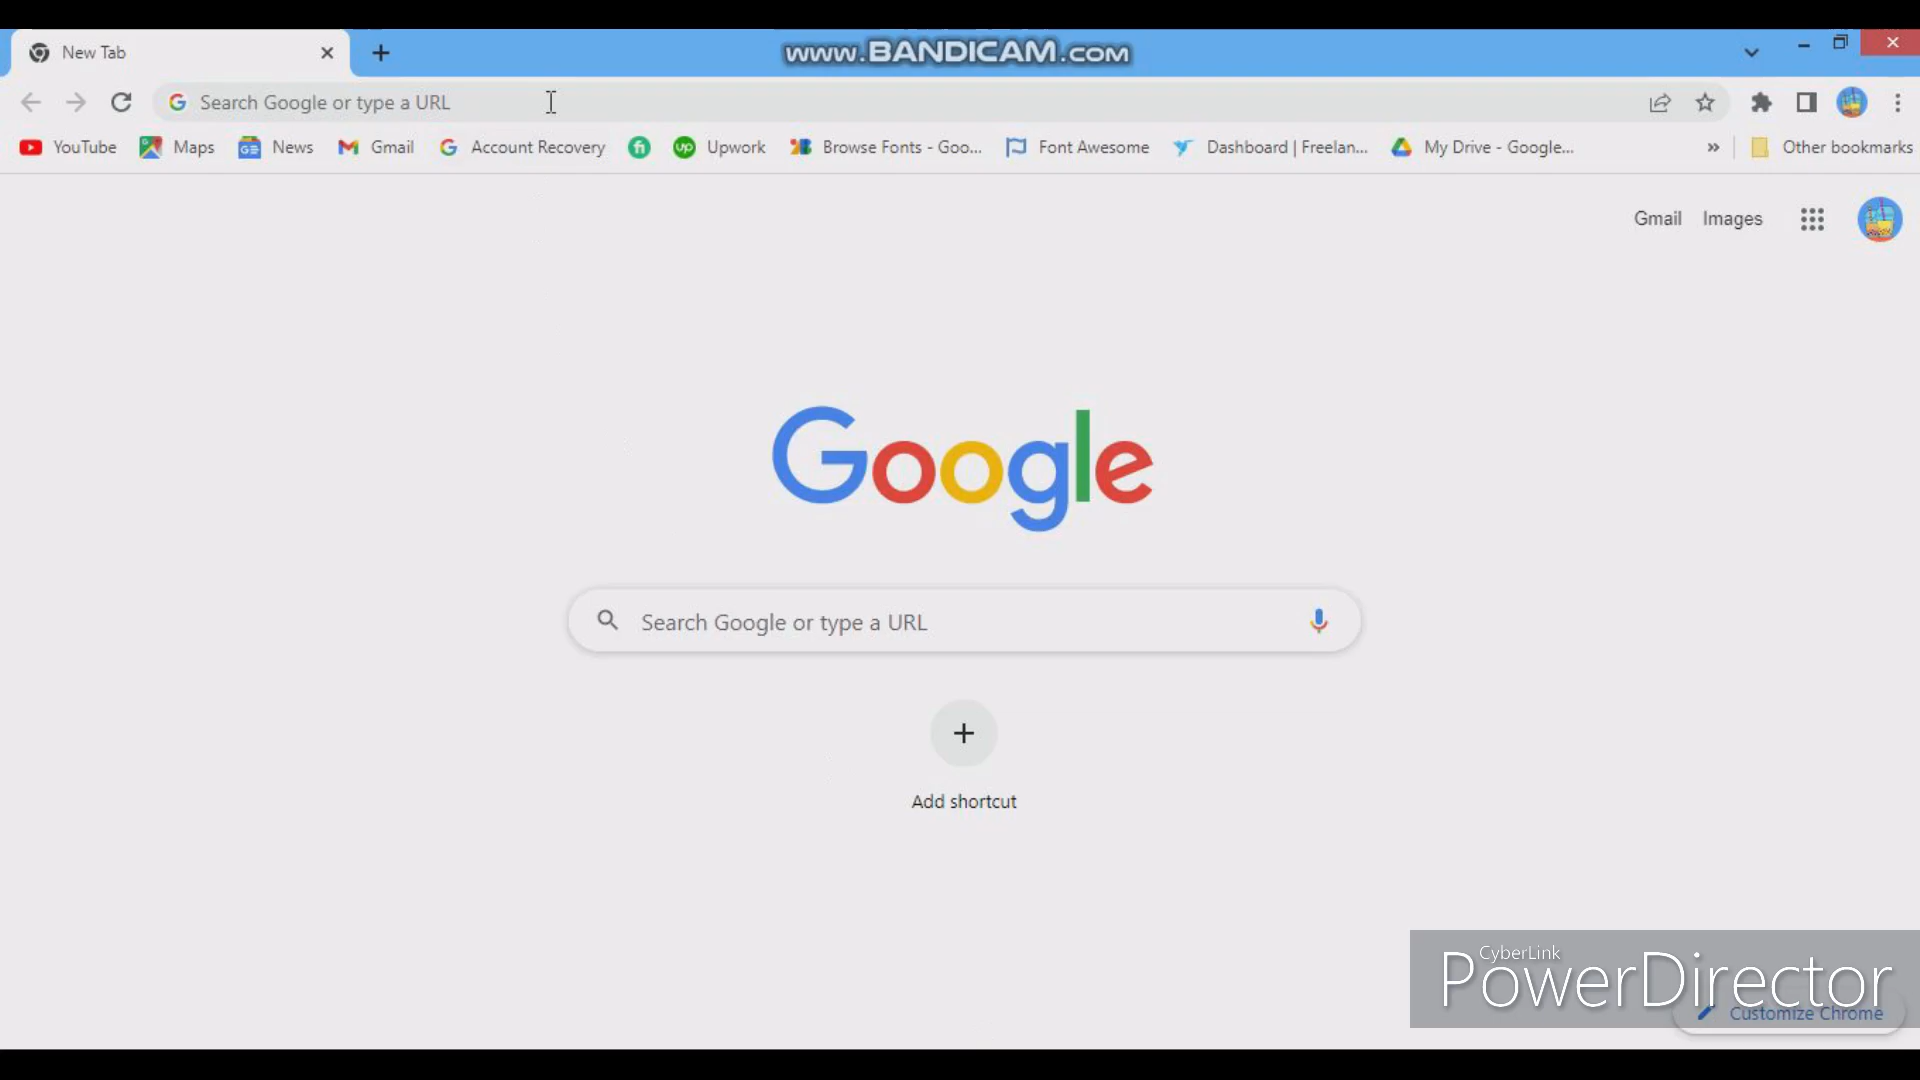 New Tab
www.BANDICAM.com
Search Google or type a URL
YouTube Maps News Gmail Account Recovery fi up Upwork Browse Fonts - Goo... Font Awesome Dashboard | Freelan... My Drive - Google... » Other bookmarks
Gmail Images
Google
Search Google or type a URL
Add shortcut
CyberLink
PowerDirector
Customize Chrome